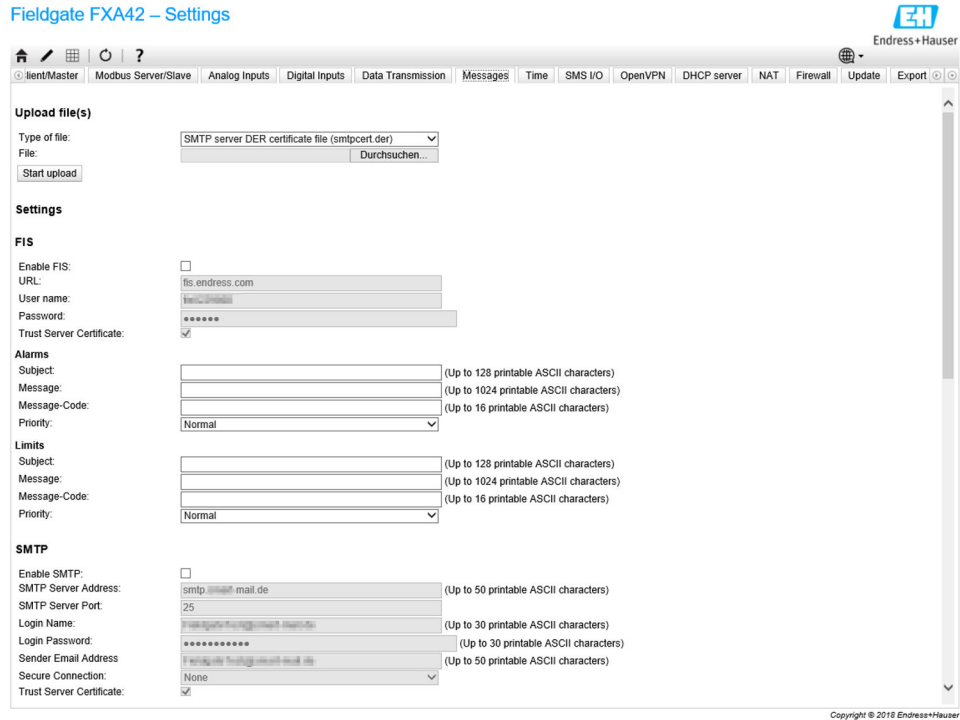 Fieldgate FXA42 – Settings
EH
Endress+Hauser
?
lient/Master Modbus Server/Slave Analog Inputs Digital Inputs Data Transmission Messages Time SMS I/O OpenVPN DHCP server NAT Firewall Update Export
Upload file(s)
Type of file: SMTP server DER certificate file (smtpcert.der)
File: Durchsuchen...
Start upload
Settings
FIS
Enable FIS:
URL: fis.endress.com
User name:
Password: ●●●●●●
Trust Server Certificate:
Alarms
Subject: (Up to 128 printable ASCII characters)
Message: (Up to 1024 printable ASCII characters)
Message-Code: (Up to 16 printable ASCII characters)
Priority: Normal
Limits
Subject: (Up to 128 printable ASCII characters)
Message: (Up to 1024 printable ASCII characters)
Message-Code: (Up to 16 printable ASCII characters)
Priority: Normal
SMTP
Enable SMTP:
SMTP Server Address: smtp. -mail.de (Up to 50 printable ASCII characters)
SMTP Server Port: 25
Login Name: (Up to 30 printable ASCII characters)
Login Password: ●●●●●●●●●●● (Up to 30 printable ASCII characters)
Sender Email Address (Up to 50 printable ASCII characters)
Secure Connection: None
Trust Server Certificate:
Copyright © 2018 Endress+Hauser